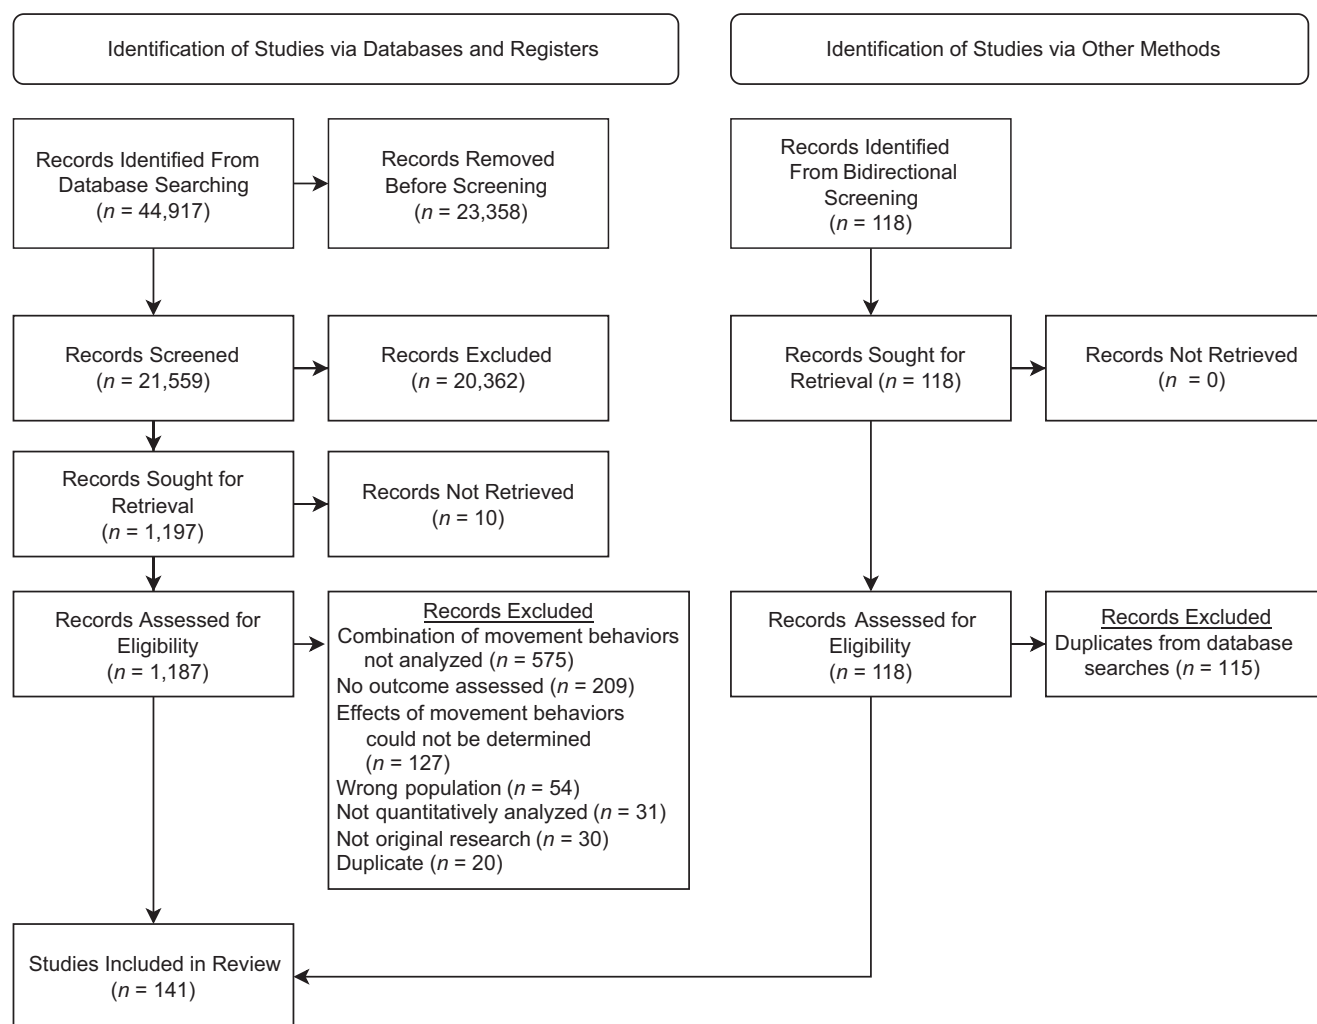 Identification of Studies via Databases and Registers
Identification of Studies via Other Methods
Records Identified From
Database Searching
(n = 44,917)
Records Removed
Before Screening
(n = 23,358)
Records Identified
From Bidirectional
Screening
(n = 118)
Records Screened
(n = 21,559)
Records Excluded
(n = 20,362)
Records Sought for
Retrieval (n = 118)
Records Not Retrieved
(n = 0)
Records Sought for
Retrieval
(n = 1,197)
Records Not Retrieved
(n = 10)
Records Assessed for
Eligibility
(n = 1,187)
Records Excluded
Combination of movement behaviors
not analyzed (n = 575)
No outcome assessed (n = 209)
Effects of movement behaviors
could not be determined
(n = 127)
Wrong population (n = 54)
Not quantitatively analyzed (n = 31)
Not original research (n = 30)
Duplicate (n = 20)
Records Assessed for
Eligibility
(n = 118)
Records Excluded
Duplicates from database
searches (n = 115)
Studies Included in Review
(n = 141)